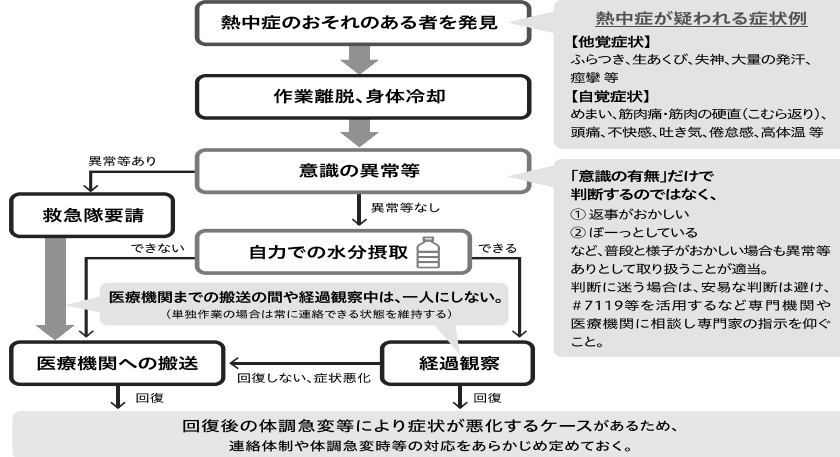 熱中症のおそれのある者を発見
熱中症が疑われる症状例
【他覚症状】
ふらつき、生あくび、失神、大量の発汗、
痙攣 等
【自覚症状】
めまい、筋肉痛・筋肉の硬直（こむら返り）、
頭痛、不快感、吐き気、倦怠感、高体温 等
作業離脱、身体冷却
意識の異常等
異常等あり
異常等なし
「意識の有無」だけで
判断するのではなく、
① 返事がおかしい
② ぼーっとしている
など、普段と様子がおかしい場合も異常等
ありとして取り扱うことが適当。
判断に迷う場合は、安易な判断は避け、
＃7119等を活用するなど専門機関や
医療機関に相談し専門家の指示を仰ぐ
こと。
救急隊要請
自力での水分摂取
できない
できる
医療機関までの搬送の間や経過観察中は、一人にしない。
（単独作業の場合は常に連絡できる状態を維持する）
医療機関への搬送
経過観察
回復しない、症状悪化
回復
回復
回復後の体調急変等により症状が悪化するケースがあるため、
連絡体制や体調急変時等の対応をあらかじめ定めておく。